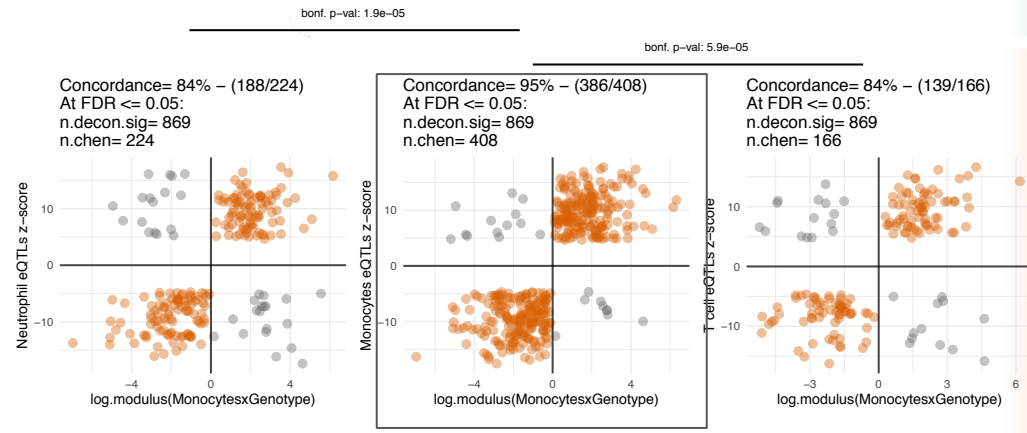 bonf. p-val: 1.9e-05
bonf. p-val: 5.9e-05
Concordance= 84% − (188/224)
At FDR <= 0.05:
n.decon.sig= 869
n.chen= 224
Neutrophil eQTLs z−score
10
0
−10
−4
0
4
log.modulus(MonocytesxGenotype)
Concordance= 95% − (386/408)
At FDR <= 0.05:
n.decon.sig= 869
n.chen= 408
Monocytes eQTLs z−score
10
0
−10
−4
0
4
log.modulus(MonocytesxGenotype)
Concordance= 84% − (139/166)
At FDR <= 0.05:
n.decon.sig= 869
n.chen= 166
T cell eQTLs z−score
10
0
−10
−3
0
3
6
log.modulus(MonocytesxGenotype)